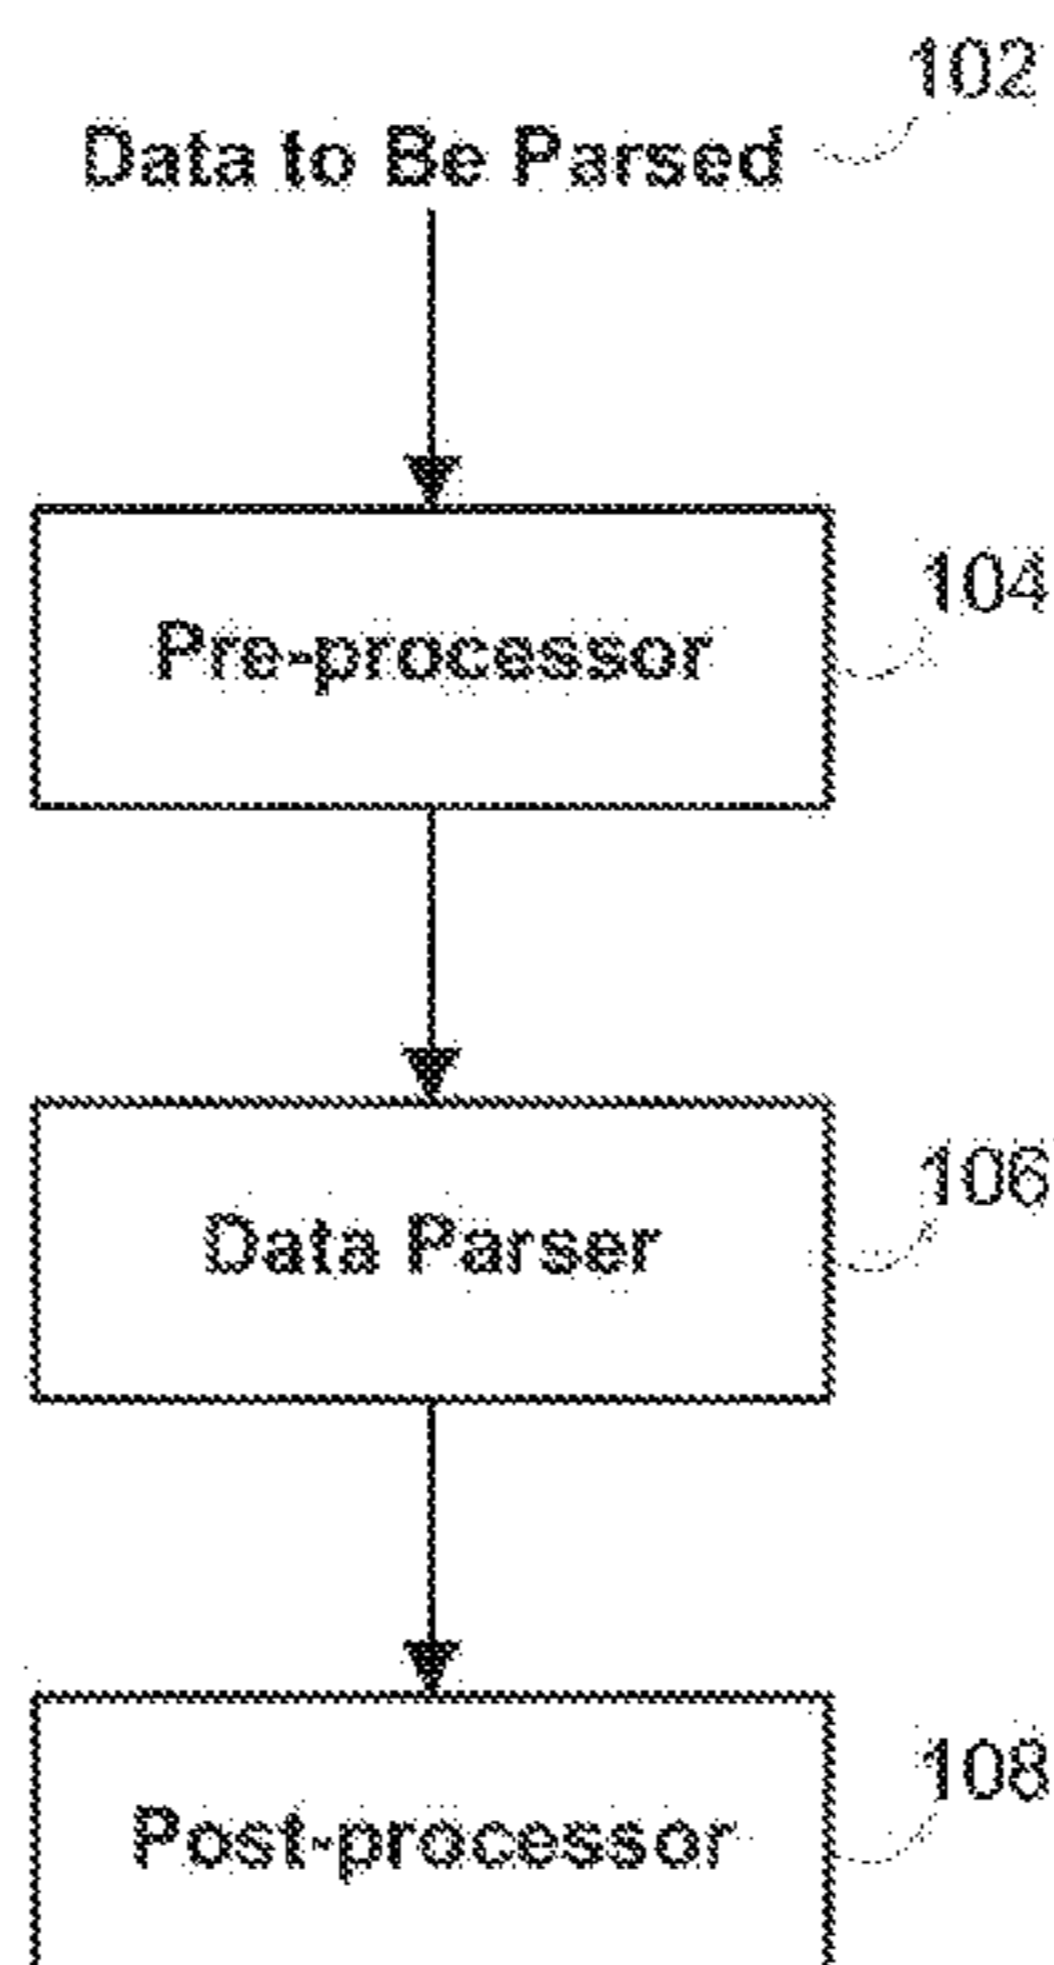 102
Data to Be Parsed
104
Pre-processor
106
Data Parser
108
Post-processor